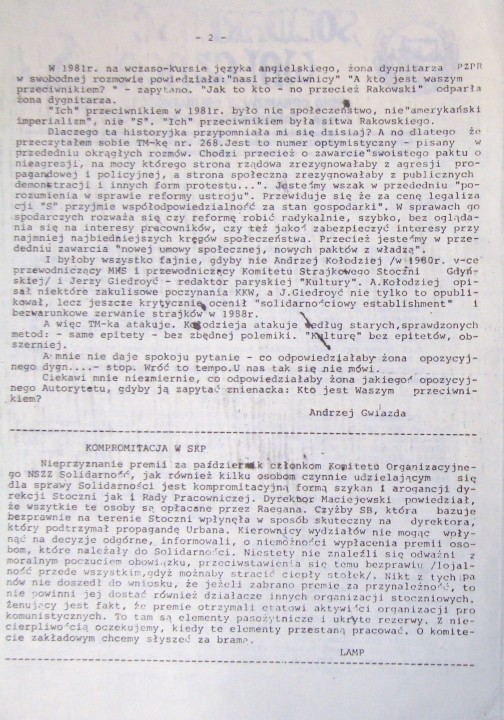 - 2 -
W 1981r. na wczaso-kursie języka angielskiego, żona dygnitarza PZPR
w swobodnej rozmowie powiedziała:"nasi przeciwnicy" "A kto jest waszym
przeciwnikiem? " - zapytano. "Jak to kto - no przecież Rakowski" odparła
żona dygnitarza.
"Ich" przeciwnikiem w 1981r. było nie społeczeństwo, nie"amerykański
imperializm", nie "S". "Ich" przeciwnikiem była sitwa Rakowskiego.
Dlaczego ta historyjka przypomniała mi się dzisiaj? A no dlatego że
przeczytałem sobie TM-kę nr. 268.Jest to numer optymistyczny - pisany w
przededniu okrągłych rozmów. Chodzi przecież o zawarcie"swoistego paktu o
nieagresji, na mocy którego strona rządowa zrezygnowałaby z agresji pro-
pagandowej i policyjnej, a strona społeczna zrezygnowałaby z publicznych
demonstracji i innych form protestu...". Jesteśmy wszak w przededniu "po-
rozumienia w sprawie reformy ustroju". Przewiduje się że za cenę legaliza
cji "S" przyjmie współodpowiedzialność za stan gospodarki". W sprawach go
spodarczych rozważa się czy reformę robić radykalnie, szybko, bez ogląda-
nia się na interesy pracowników, czy też jakoś zabezpieczyć interesy przy
najmniej najbiedniejszych kręgów społeczeństwa. Przecież jesteśmy w prze-
dedniu zawarcia "nowej umowy społecznej, nowych paktów z władzą".
I byłoby wszystko fajnie, gdyby nie Andrzej Kołodziej /w 1980r. v-ce
przewodniczący MKS i przewodniczący Komitetu Strajkowego Stoczni Gdyń-
skiej/ i Jerzy Giedroyć - redaktor paryskiej "Kultury". A.Kołodziej opi-
sał niektóre zakulisowe poczynania KKW, a J.Giedroyć nie tylko to opubli-
kował, lecz jeszcze krytycznie ocenił "solidarnościowy establishment" i
bezwarunkowe zerwanie strajków w 1988r.
A więc TM-ka atakuje. Kołodzieja atakuje według starych,sprawdzonych
metod: - same epitety - bez zbędnej polemiki. "Kulturę" bez epitetów, ob-
szerniej.
A mnie nie daje spokoju pytanie - co odpowiedziałaby żona opozycyj-
nego dygn....- stop. Wróć to tempo.U nas tak się nie mówi.
Ciekawi mnie niezmiernie, co odpowiedziałaby żona jakiegoś opozycyj-
nego Autorytetu, gdyby ją zapytać znienacka: Kto jest Waszym przeciwni-
kiem?
Andrzej Gwiazda
KOMPROMITACJA W SKP
Nieprzyznanie premii za październik członkom Komitetu Organizacyjne-
go NSZZ Solidarność, jak również kilku osobom czynnie udzielającym się
dla sprawy Solidarności jest kompromitacyjną formą szykan i arogancji dy-
rekcji Stoczni jak i Rady Pracowniczej. Dyrektor Maciejewski powiedział,
że wszystkie te osoby są opłacane przez Raegana. Czyżby SB, która bazuje
bezprawnie na terenie Stoczni wpłynęła w sposób skuteczny na dyrektora,
który podtrzymał propagandę Urbana. Kierownicy wydziałów nie mogąc wpły-
nąć na decyzje odgórne, informowali, o niemożności wypłacenia premii oso-
bom, które należały do Solidarności. Niestety nie znaleźli się odważni z
moralnym poczuciem obowiązku, przeciwstawienia się temu bezprawiu /lojal-
ność przede wszystkim,gdyż możnaby stracić ciepły stołek/. Nikt z tych pa
nów nie doszedł do wniosku, że jeżeli zabrano premie za przynależność, to
nie powinni jej dostać również działacze innych organizacji stoczniowych.
Żenujący jest fakt, że premie otrzymali etatowi aktywiści organizacji pro
komunistycznych. To tam są elementy pasożytnicze i ukryte rezerwy. Z nie-
cierpliwością oczekujemy, kiedy te elementy przestaną pracować. O komite-
cie zakładowym chcemy słyszeć za bramą.
LAMP